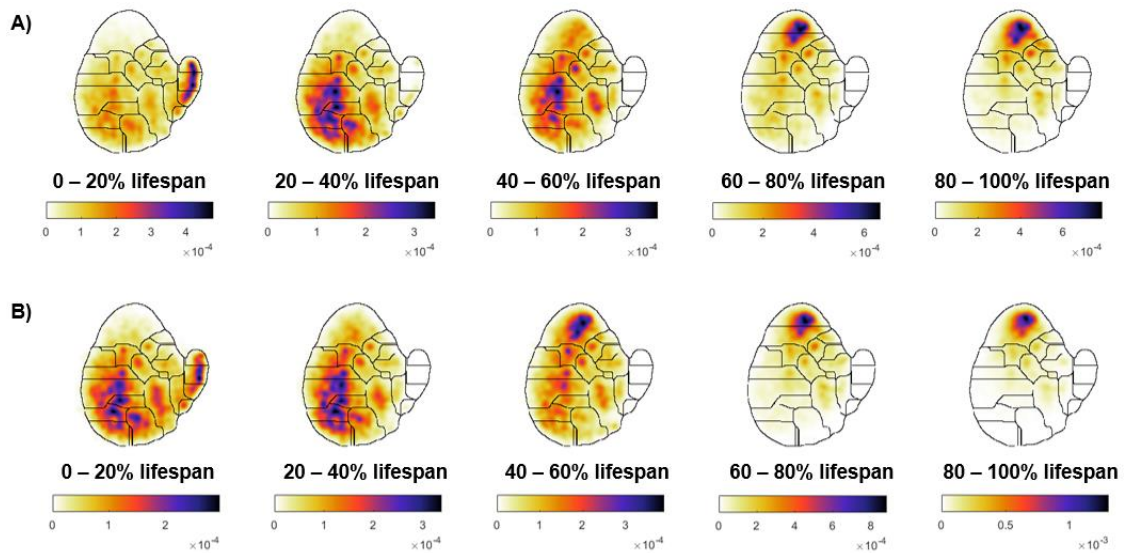 A)
0 – 20% lifespan 20 – 40% lifespan 40 – 60% lifespan 60 – 80% lifespan 80 – 100% lifespan
0 1 2 3 4 0 1 2 3 0 1 2 3 0 2 4 6 0 2 4 6
×10-4 ×10-4 ×10-4 ×10-4 ×10-4
B)
0 – 20% lifespan 20 – 40% lifespan 40 – 60% lifespan 60 – 80% lifespan 80 – 100% lifespan
0 1 2 0 1 2 3 0 1 2 3 0 2 4 6 8 0 0.5 1
×10-4 ×10-4 ×10-4 ×10-4 ×10-3